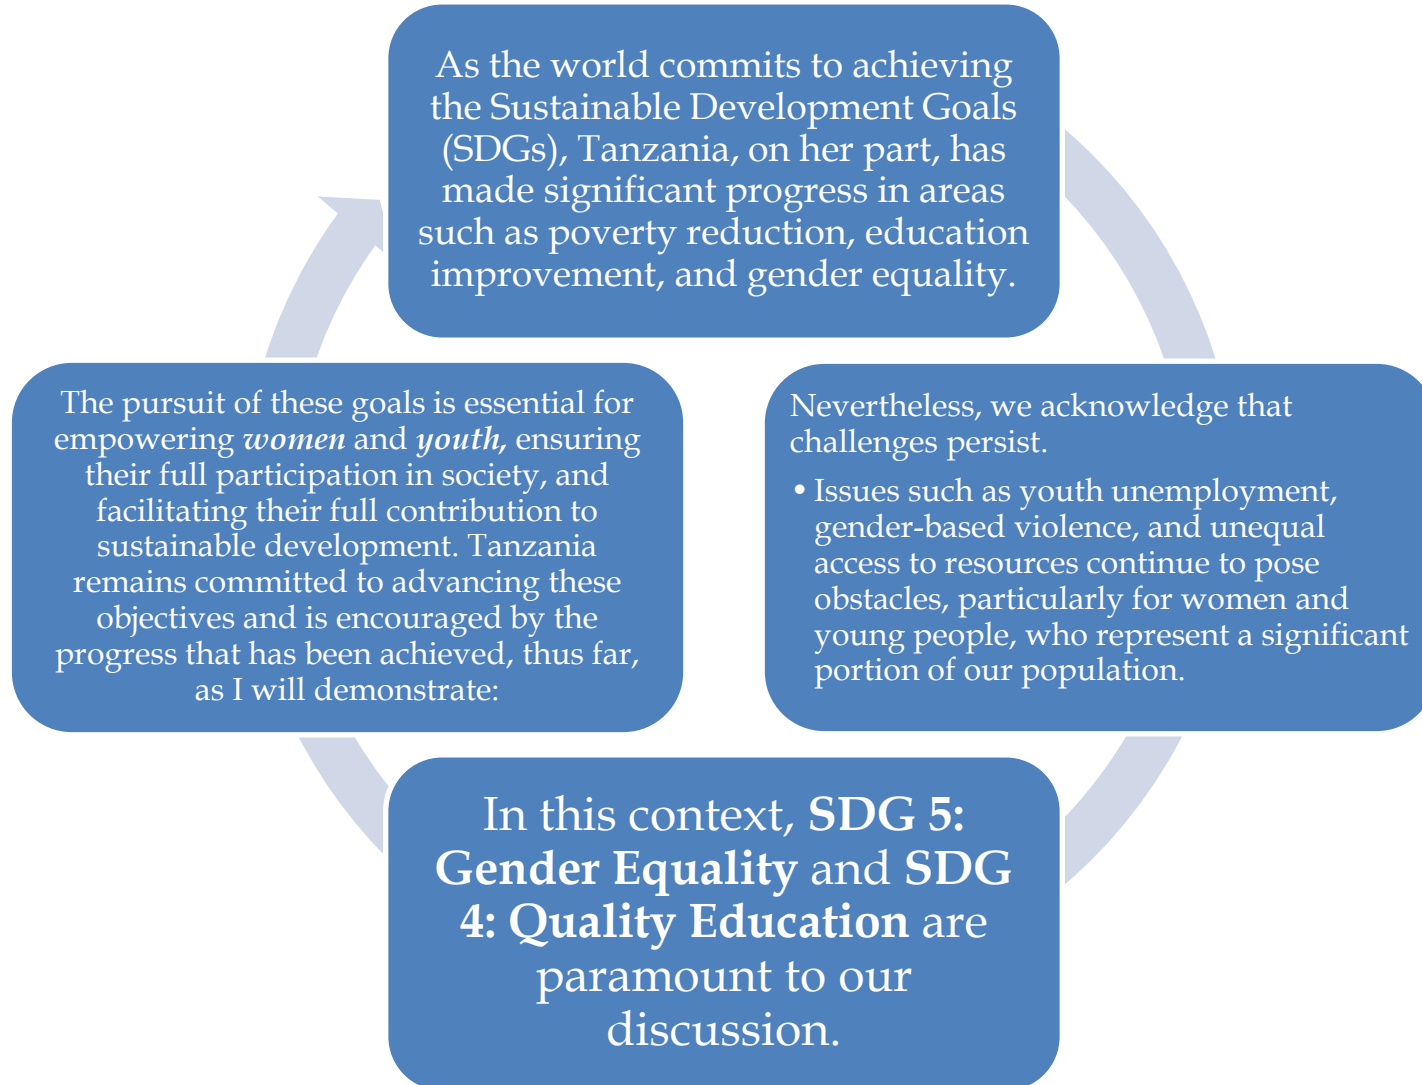 As the world commits to achieving
the Sustainable Development Goals
(SDGs), Tanzania, on her part, has
made significant progress in areas
such as poverty reduction, education
improvement, and gender equality.
Nevertheless, we acknowledge that
challenges persist.
• Issues such as youth unemployment,
gender-based violence, and unequal
access to resources continue to pose
obstacles, particularly for women and
young people, who represent a significant
portion of our population.
In this context, SDG 5:
Gender Equality and SDG
4: Quality Education are
paramount to our
discussion.
The pursuit of these goals is essential for
empowering women and youth, ensuring
their full participation in society, and
facilitating their full contribution to
sustainable development. Tanzania
remains committed to advancing these
objectives and is encouraged by the
progress that has been achieved, thus far,
as I will demonstrate: